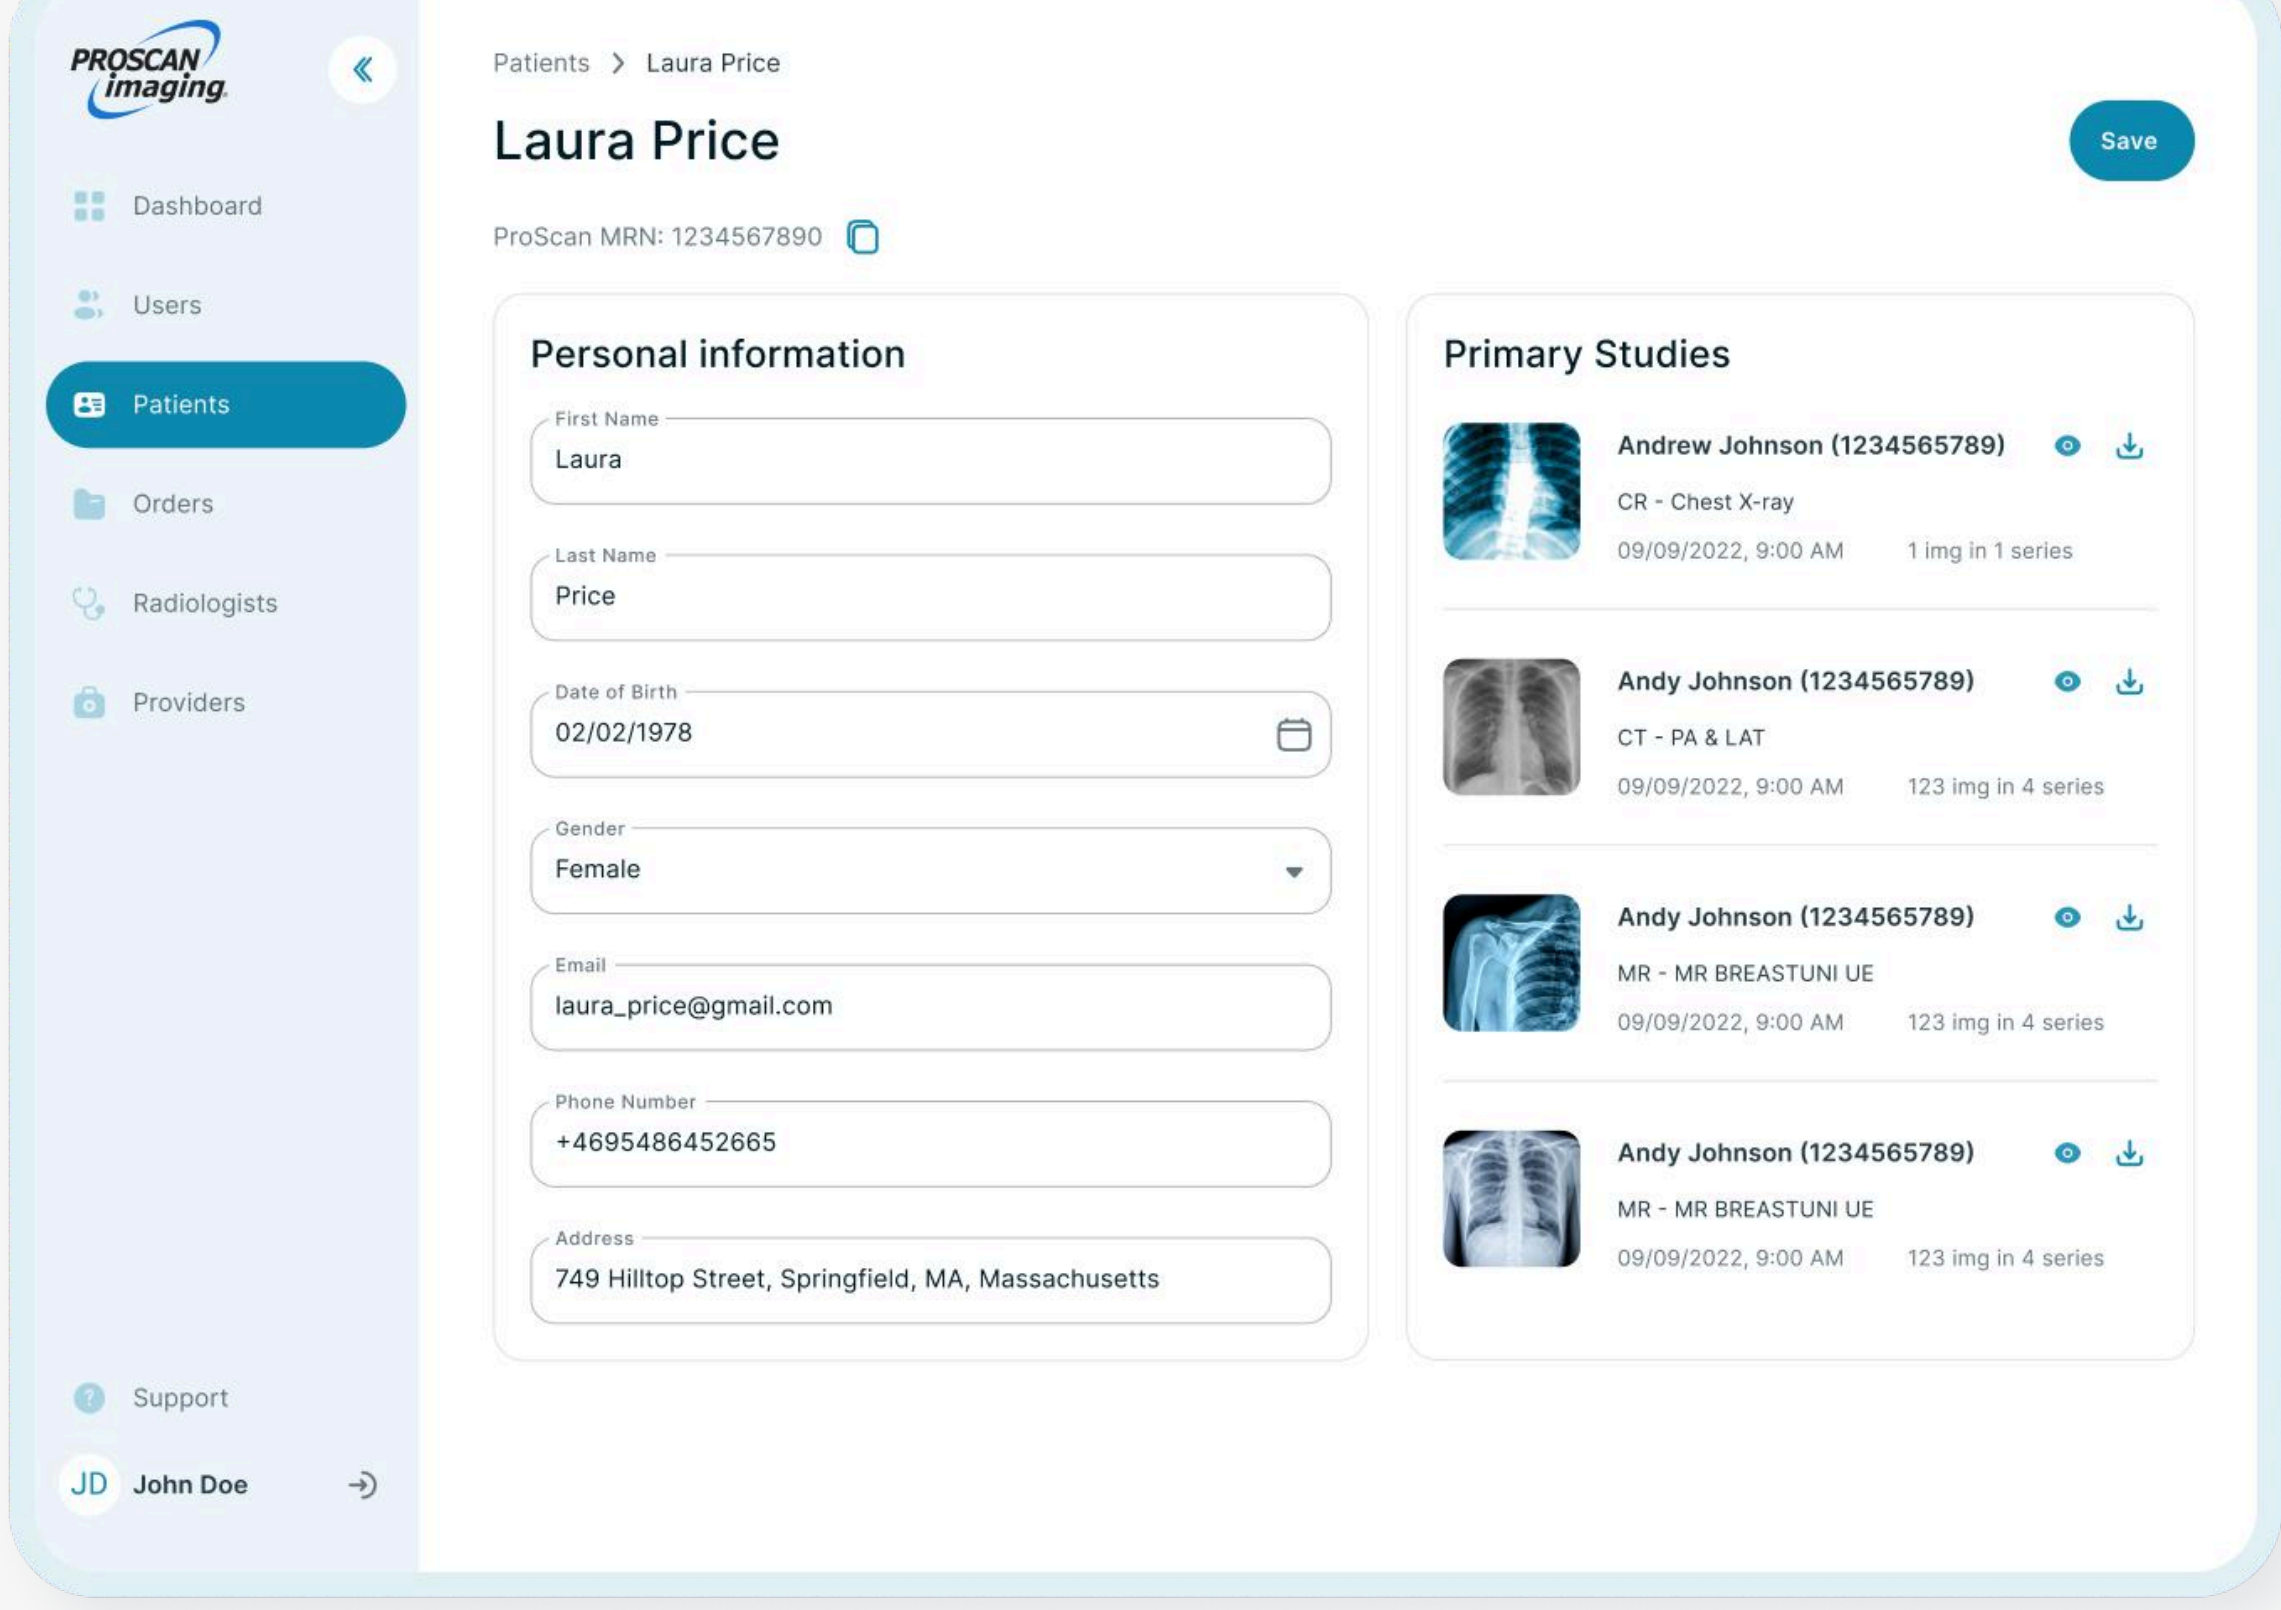 PROSCAN
imaging
Dashboard
Users
Patients
Orders
Radiologists
Providers
Support
JD John Doe
Patients > Laura Price
Laura Price
Save
ProScan MRN: 1234567890
Personal information
First Name
Laura
Last Name
Price
Date of Birth
02/02/1978
Gender
Female
Email
laura_price@gmail.com
Phone Number
+4695486452665
Address
749 Hilltop Street, Springfield, MA, Massachusetts
Primary Studies
Andrew Johnson (1234565789)
CR - Chest X-ray
09/09/2022, 9:00 AM 1 img in 1 series
Andy Johnson (1234565789)
CT - PA & LAT
09/09/2022, 9:00 AM 123 img in 4 series
Andy Johnson (1234565789)
MR - MR BREASTUNI UE
09/09/2022, 9:00 AM 123 img in 4 series
Andy Johnson (1234565789)
MR - MR BREASTUNI UE
09/09/2022, 9:00 AM 123 img in 4 series